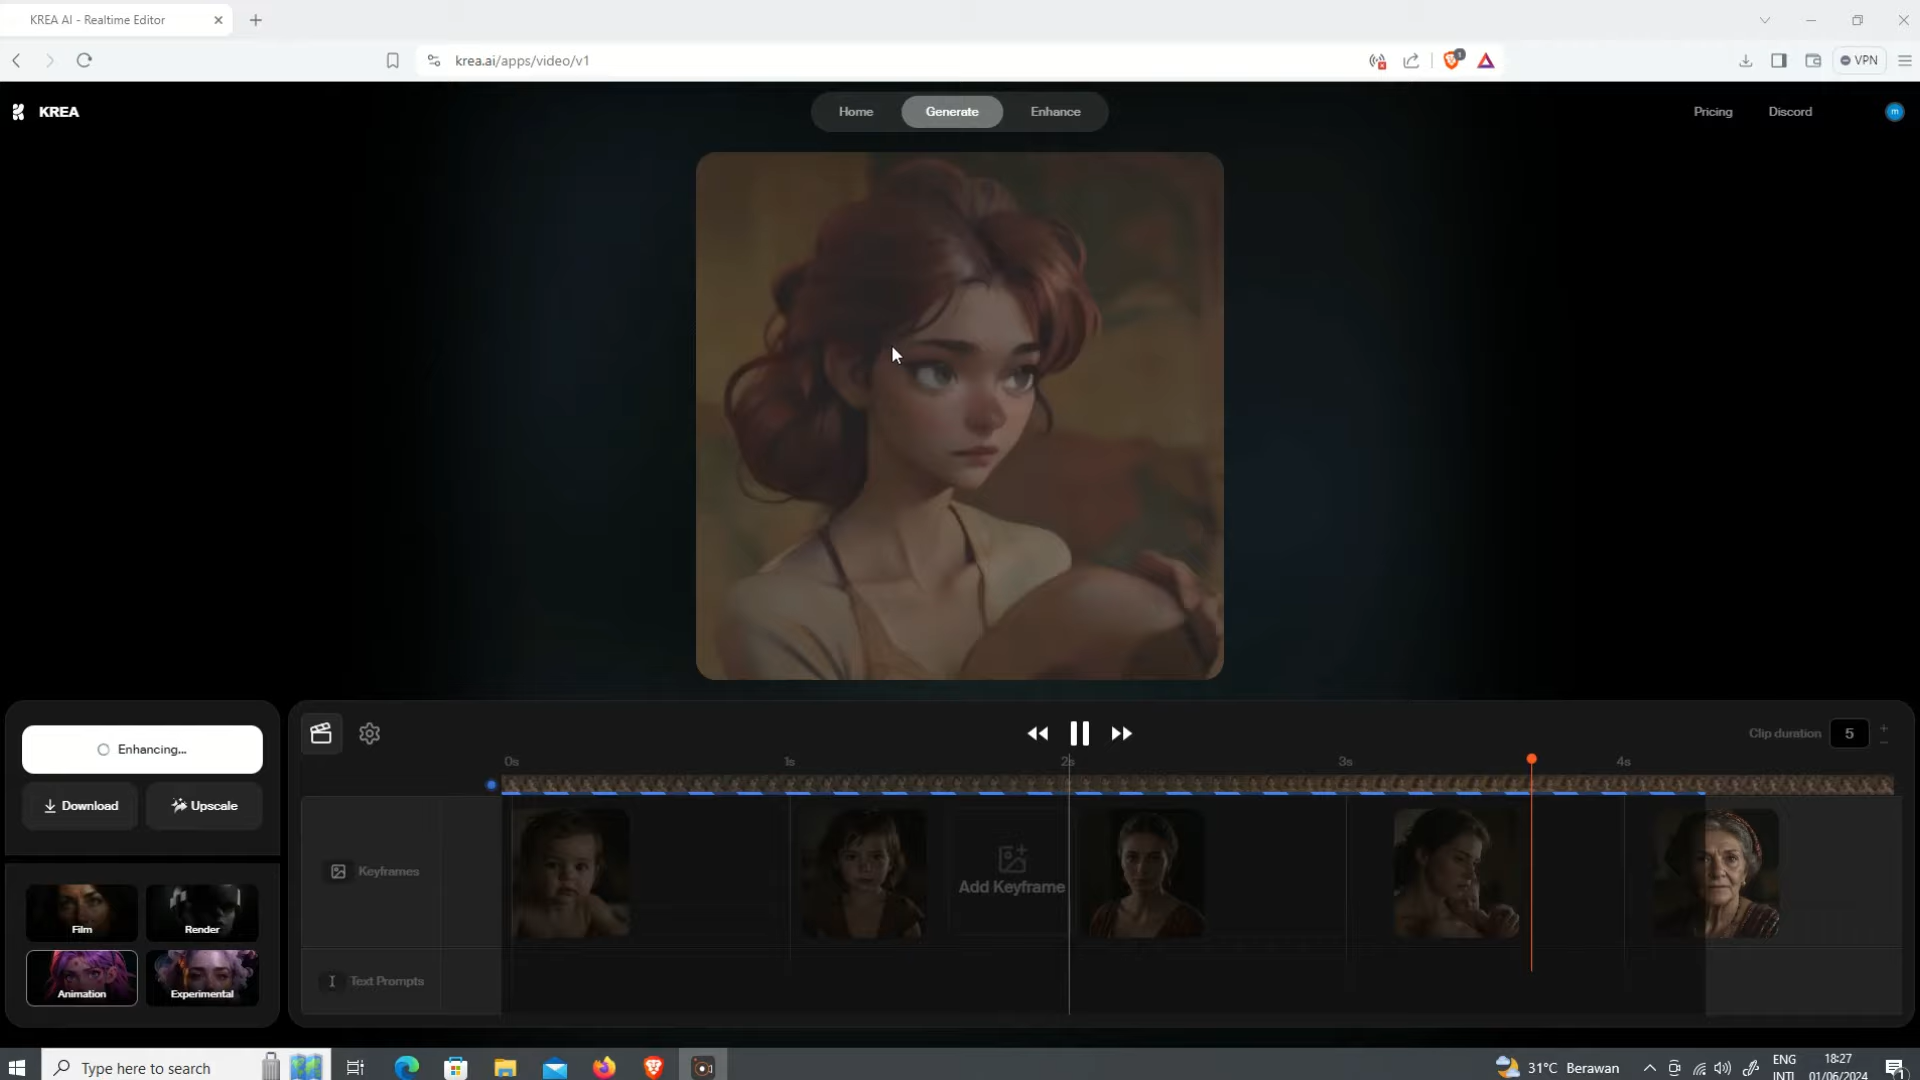 KREA AI - Realtime Editor
krea.ai/apps/video/v1
1
VPN
KREA
Home
Generate
Enhance
Pricing
Discord
m
Enhancing...
Download
Upscale
Clip duration
5
0s
1s
2s
3s
4s
Keyframes
Add Keyframe
Text Prompts
Film
Render
Animation
Experimental
Type here to search
31°C Berawan
ENG
INTL
18:27
01/06/2024
1